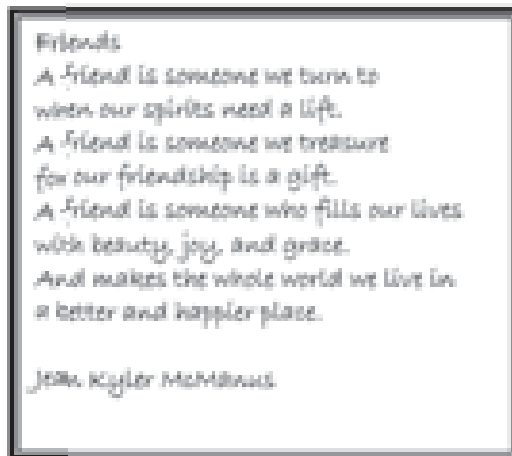 Friends
A friend is someone we turn to
when our spirits need a lift.
A friend is someone we treasure
for our friendship is a gift.
A friend is someone who fills our lives
with beauty, joy, and grace.
And makes the whole world we live in
a better and happier place.
Jean Kyler McManus